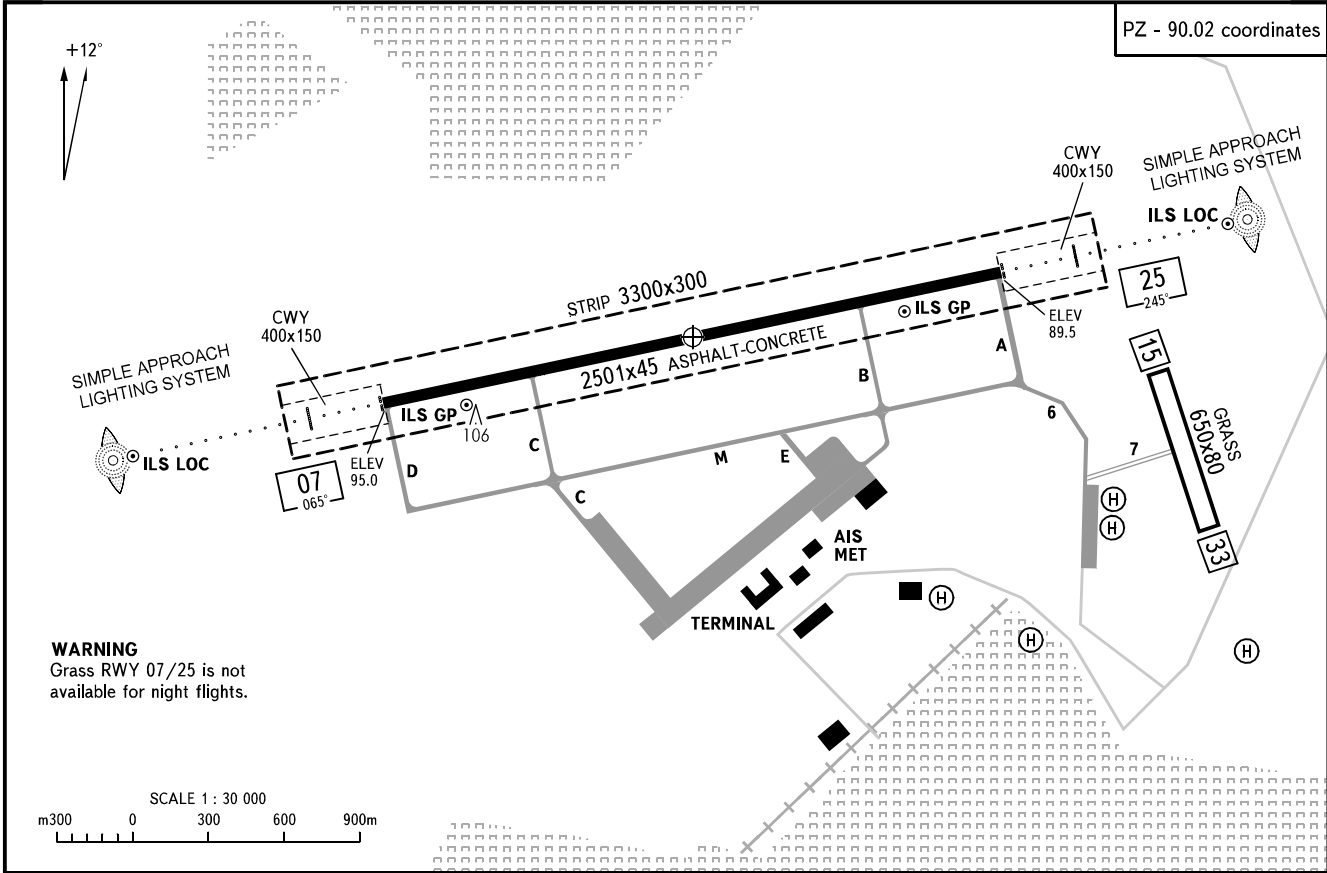 PZ - 90.02 coordinates
+12°
CWY
400x150
SIMPLE APPROACH
LIGHTING SYSTEM
ILS LOC
25
245°
STRIP 3300x300
ILS GP
ELEV
89.5
CWY
400x150
2501x45 ASPHALT-CONCRETE
A
B
15
SIMPLE APPROACH
LIGHTING SYSTEM
ILS GP
106
6
GRASS
650x80
ILS LOC
07
065°
ELEV
95.0
D
C
M
E
7
C
H
H
33
AIS
MET
TERMINAL
H
H
H
WARNING
Grass RWY 07/25 is not
available for night flights.
SCALE 1 : 30 000
m300 0 300 600 900m